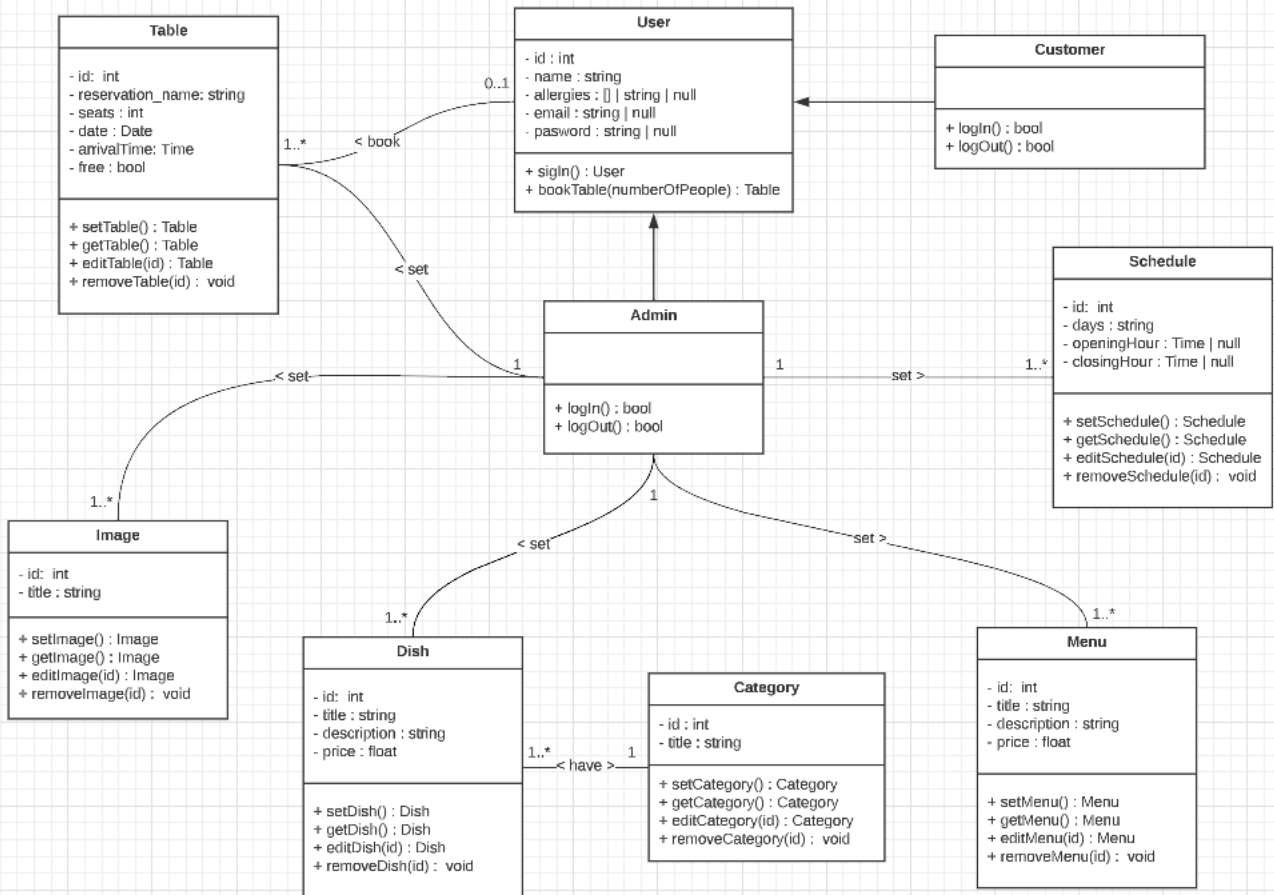 Table
- id: int
- reservation_name: string
- seats : int
- date : Date
- arrivalTime: Time
- free : bool
+ setTable() : Table
+ getTable() : Table
+ editTable(id) : Table
+ removeTable(id) : void
User
- id : int
- name : string
- allergies : [] | string | null
- email : string | null
- pasword : string | null
+ sigIn() : User
+ bookTable(numberOfPeople) : Table
Customer
+ logIn() : bool
+ logOut() : bool
0..1
1..*
< book
< set
Admin
+ logIn() : bool
+ logOut() : bool
1
1
1
set >
1..*
Schedule
- id: int
- days : string
- openingHour : Time | null
- closingHour : Time | null
+ setSchedule() : Schedule
+ getSchedule() : Schedule
+ editSchedule(id) : Schedule
+ removeSchedule(id) : void
< set
1..*
Image
- id: int
- title : string
+ setImage() : Image
+ getImage() : Image
+ editImage(id) : Image
+ removeImage(id) : void
< set
1..*
set >
1..*
Dish
- id: int
- title : string
- description : string
- price : float
+ setDish() : Dish
+ getDish() : Dish
+ editDish(id) : Dish
+ removeDish(id) : void
1..*
< have >
1
Category
- id : int
- title : string
+ setCategory() : Category
+ getCategory() : Category
+ editCategory(id) : Category
+ removeCategory(id) : void
Menu
- id: int
- title : string
- description : string
- price : float
+ setMenu() : Menu
+ getMenu() : Menu
+ editMenu(id) : Menu
+ removeMenu(id) : void